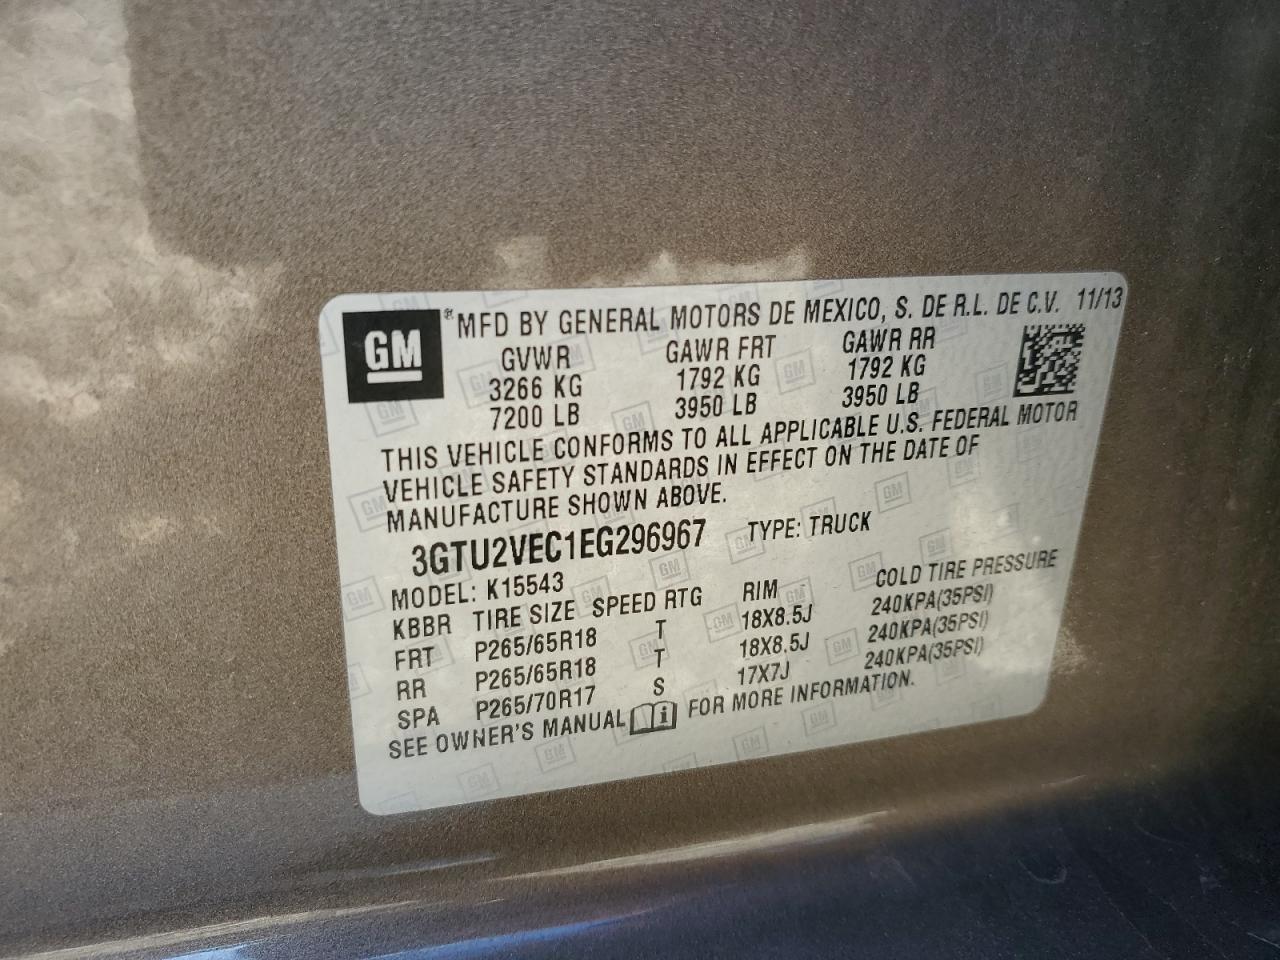 GM ® MFD BY GENERAL MOTORS DE MEXICO, S. DE R.L. DE C.V. 11/13
GVWR GAWR FRT GAWR RR
3266 KG 1792 KG 1792 KG
7200 LB 3950 LB 3950 LB
THIS VEHICLE CONFORMS TO ALL APPLICABLE U.S. FEDERAL MOTOR
VEHICLE SAFETY STANDARDS IN EFFECT ON THE DATE OF
MANUFACTURE SHOWN ABOVE.
3GTU2VEC1EG296967 TYPE: TRUCK
MODEL: K15543
KBBR TIRE SIZE SPEED RTG RIM COLD TIRE PRESSURE
FRT P265/65R18 T 18X8.5J 240KPA(35PSI)
RR P265/65R18 T 18X8.5J 240KPA(35PSI)
SPA P265/70R17 S 17X7J 240KPA(35PSI)
SEE OWNER'S MANUAL FOR MORE INFORMATION.